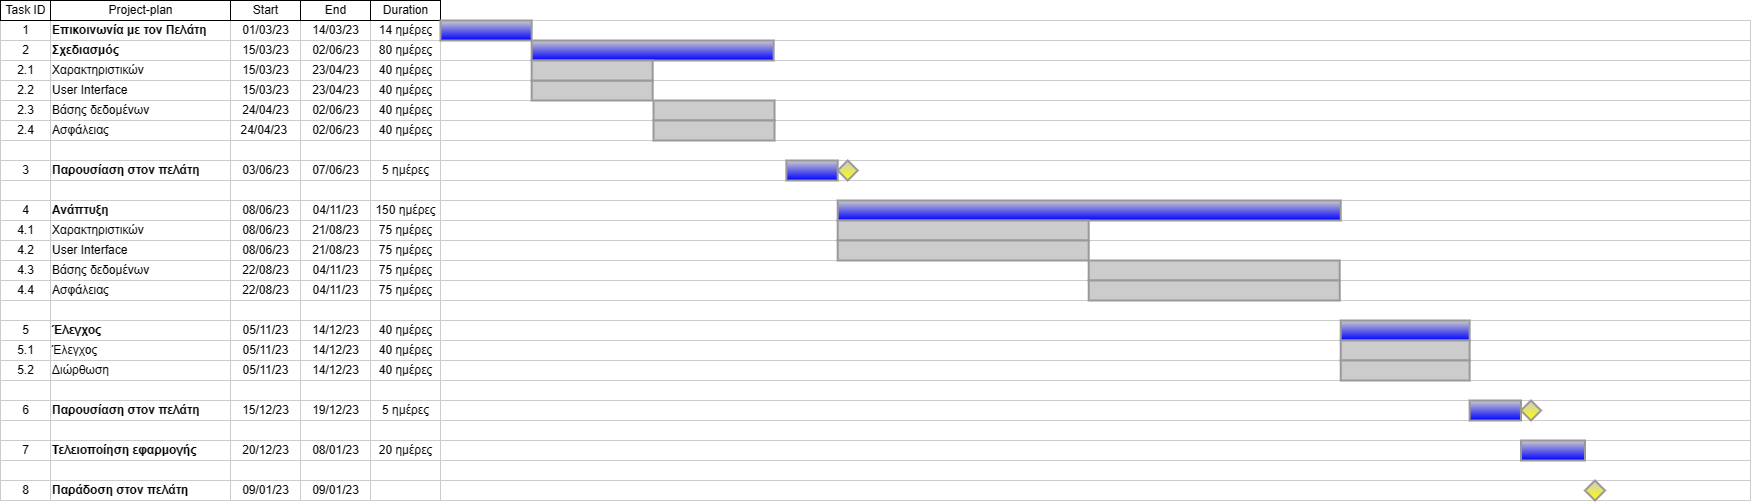 Task ID Project-plan Start End Duration
1 Επικοινωνία με τον Πελάτη 01/03/23 14/03/23 14 ημέρες
2 Σχεδιασμός 15/03/23 02/06/23 80 ημέρες
2.1 Χαρακτηριστικών 15/03/23 23/04/23 40 ημέρες
2.2 User Interface 15/03/23 23/04/23 40 ημέρες
2.3 Βάσης δεδομένων 24/04/23 02/06/23 40 ημέρες
2.4 Ασφάλειας 24/04/23 02/06/23 40 ημέρες
3 Παρουσίαση στον πελάτη 03/06/23 07/06/23 5 ημέρες
4 Ανάπτυξη 08/06/23 04/11/23 150 ημέρες
4.1 Χαρακτηριστικών 08/06/23 21/08/23 75 ημέρες
4.2 User Interface 08/06/23 21/08/23 75 ημέρες
4.3 Βάσης δεδομένων 22/08/23 04/11/23 75 ημέρες
4.4 Ασφάλειας 22/08/23 04/11/23 75 ημέρες
5 Έλεγχος 05/11/23 14/12/23 40 ημέρες
5.1 Έλεγχος 05/11/23 14/12/23 40 ημέρες
5.2 Διώρθωση 05/11/23 14/12/23 40 ημέρες
6 Παρουσίαση στον πελάτη 15/12/23 19/12/23 5 ημέρες
7 Τελειοποίηση εφαρμογής 20/12/23 08/01/23 20 ημέρες
8 Παράδοση στον πελάτη 09/01/23 09/01/23